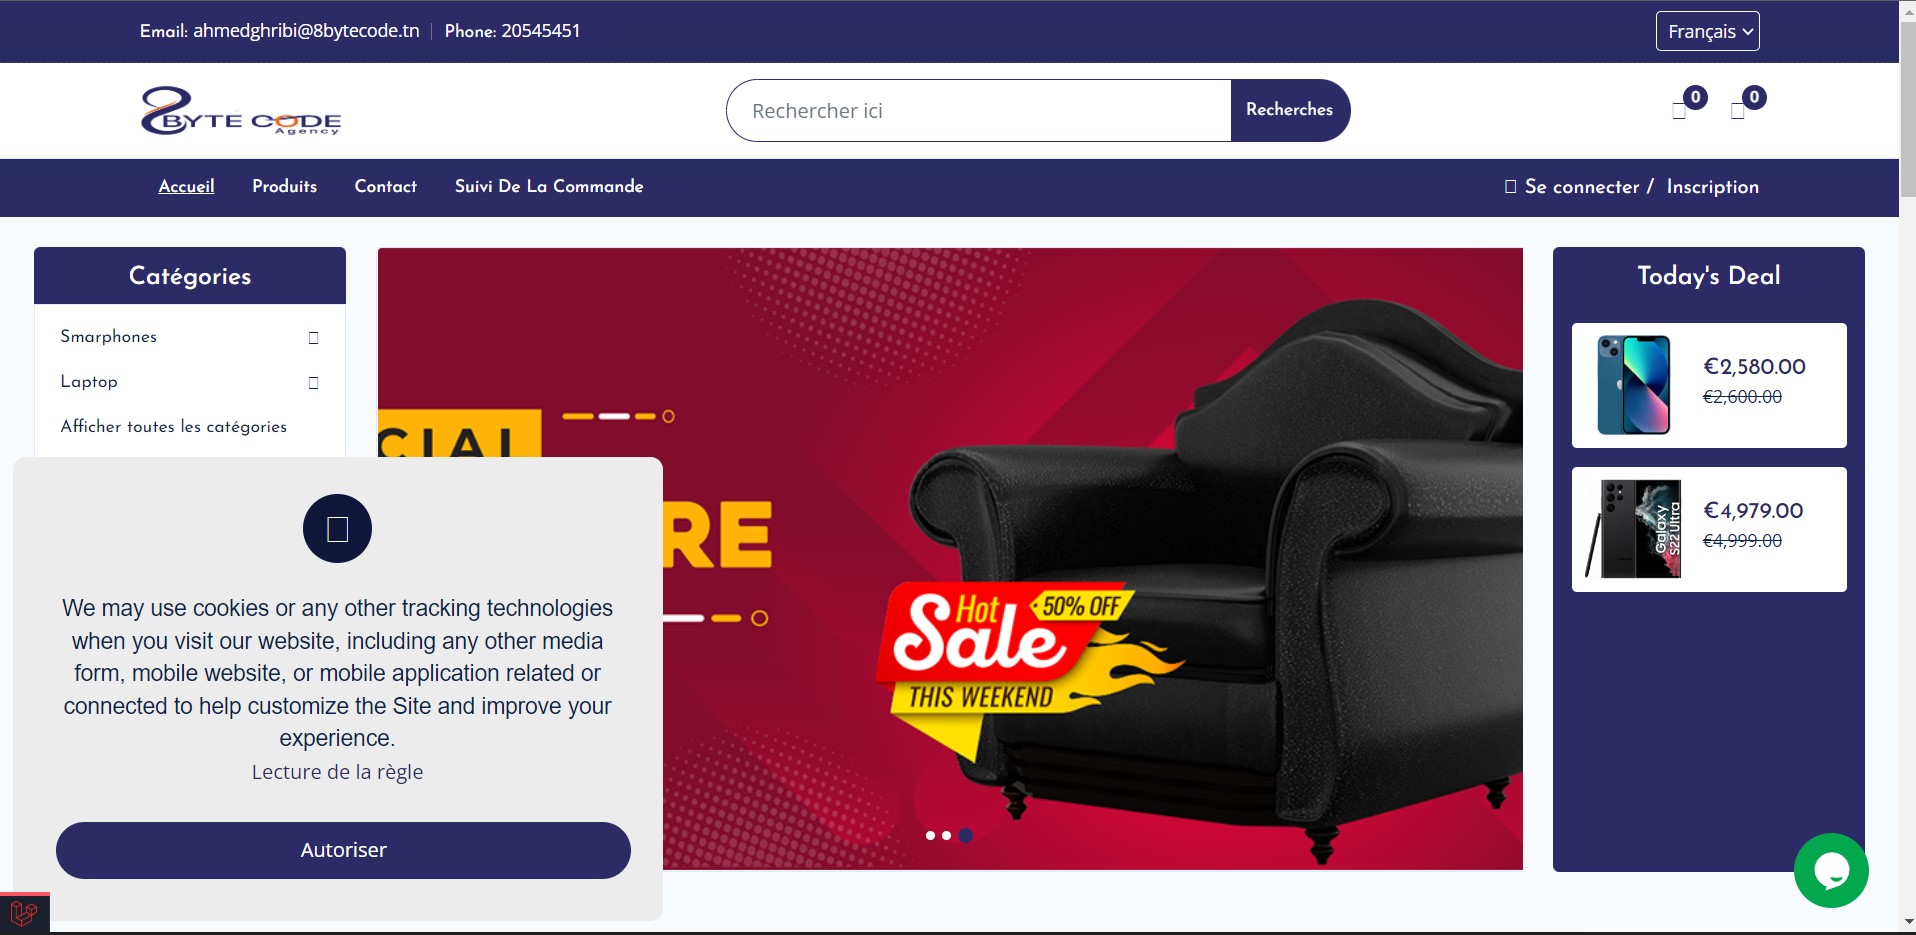 Email: ahmedghribi@8bytecode.tn
Phone: 20545451
Français
8BYTE CODE
Agency
Rechercher ici
Recherches
0
0
Accueil
Produits
Contact
Suivi De La Commande
Se connecter / Inscription
Catégories
Smarphones
Laptop
Afficher toutes les catégories
CIAL
RE
Hot
50% OFF
Sale
THIS WEEKEND
Today's Deal
€2,580.00
€2,600.00
Galaxy
S22 Ultra
€4,979.00
€4,999.00
We may use cookies or any other tracking technologies
when you visit our website, including any other media
form, mobile website, or mobile application related or
connected to help customize the Site and improve your
experience.
Lecture de la règle
Autoriser